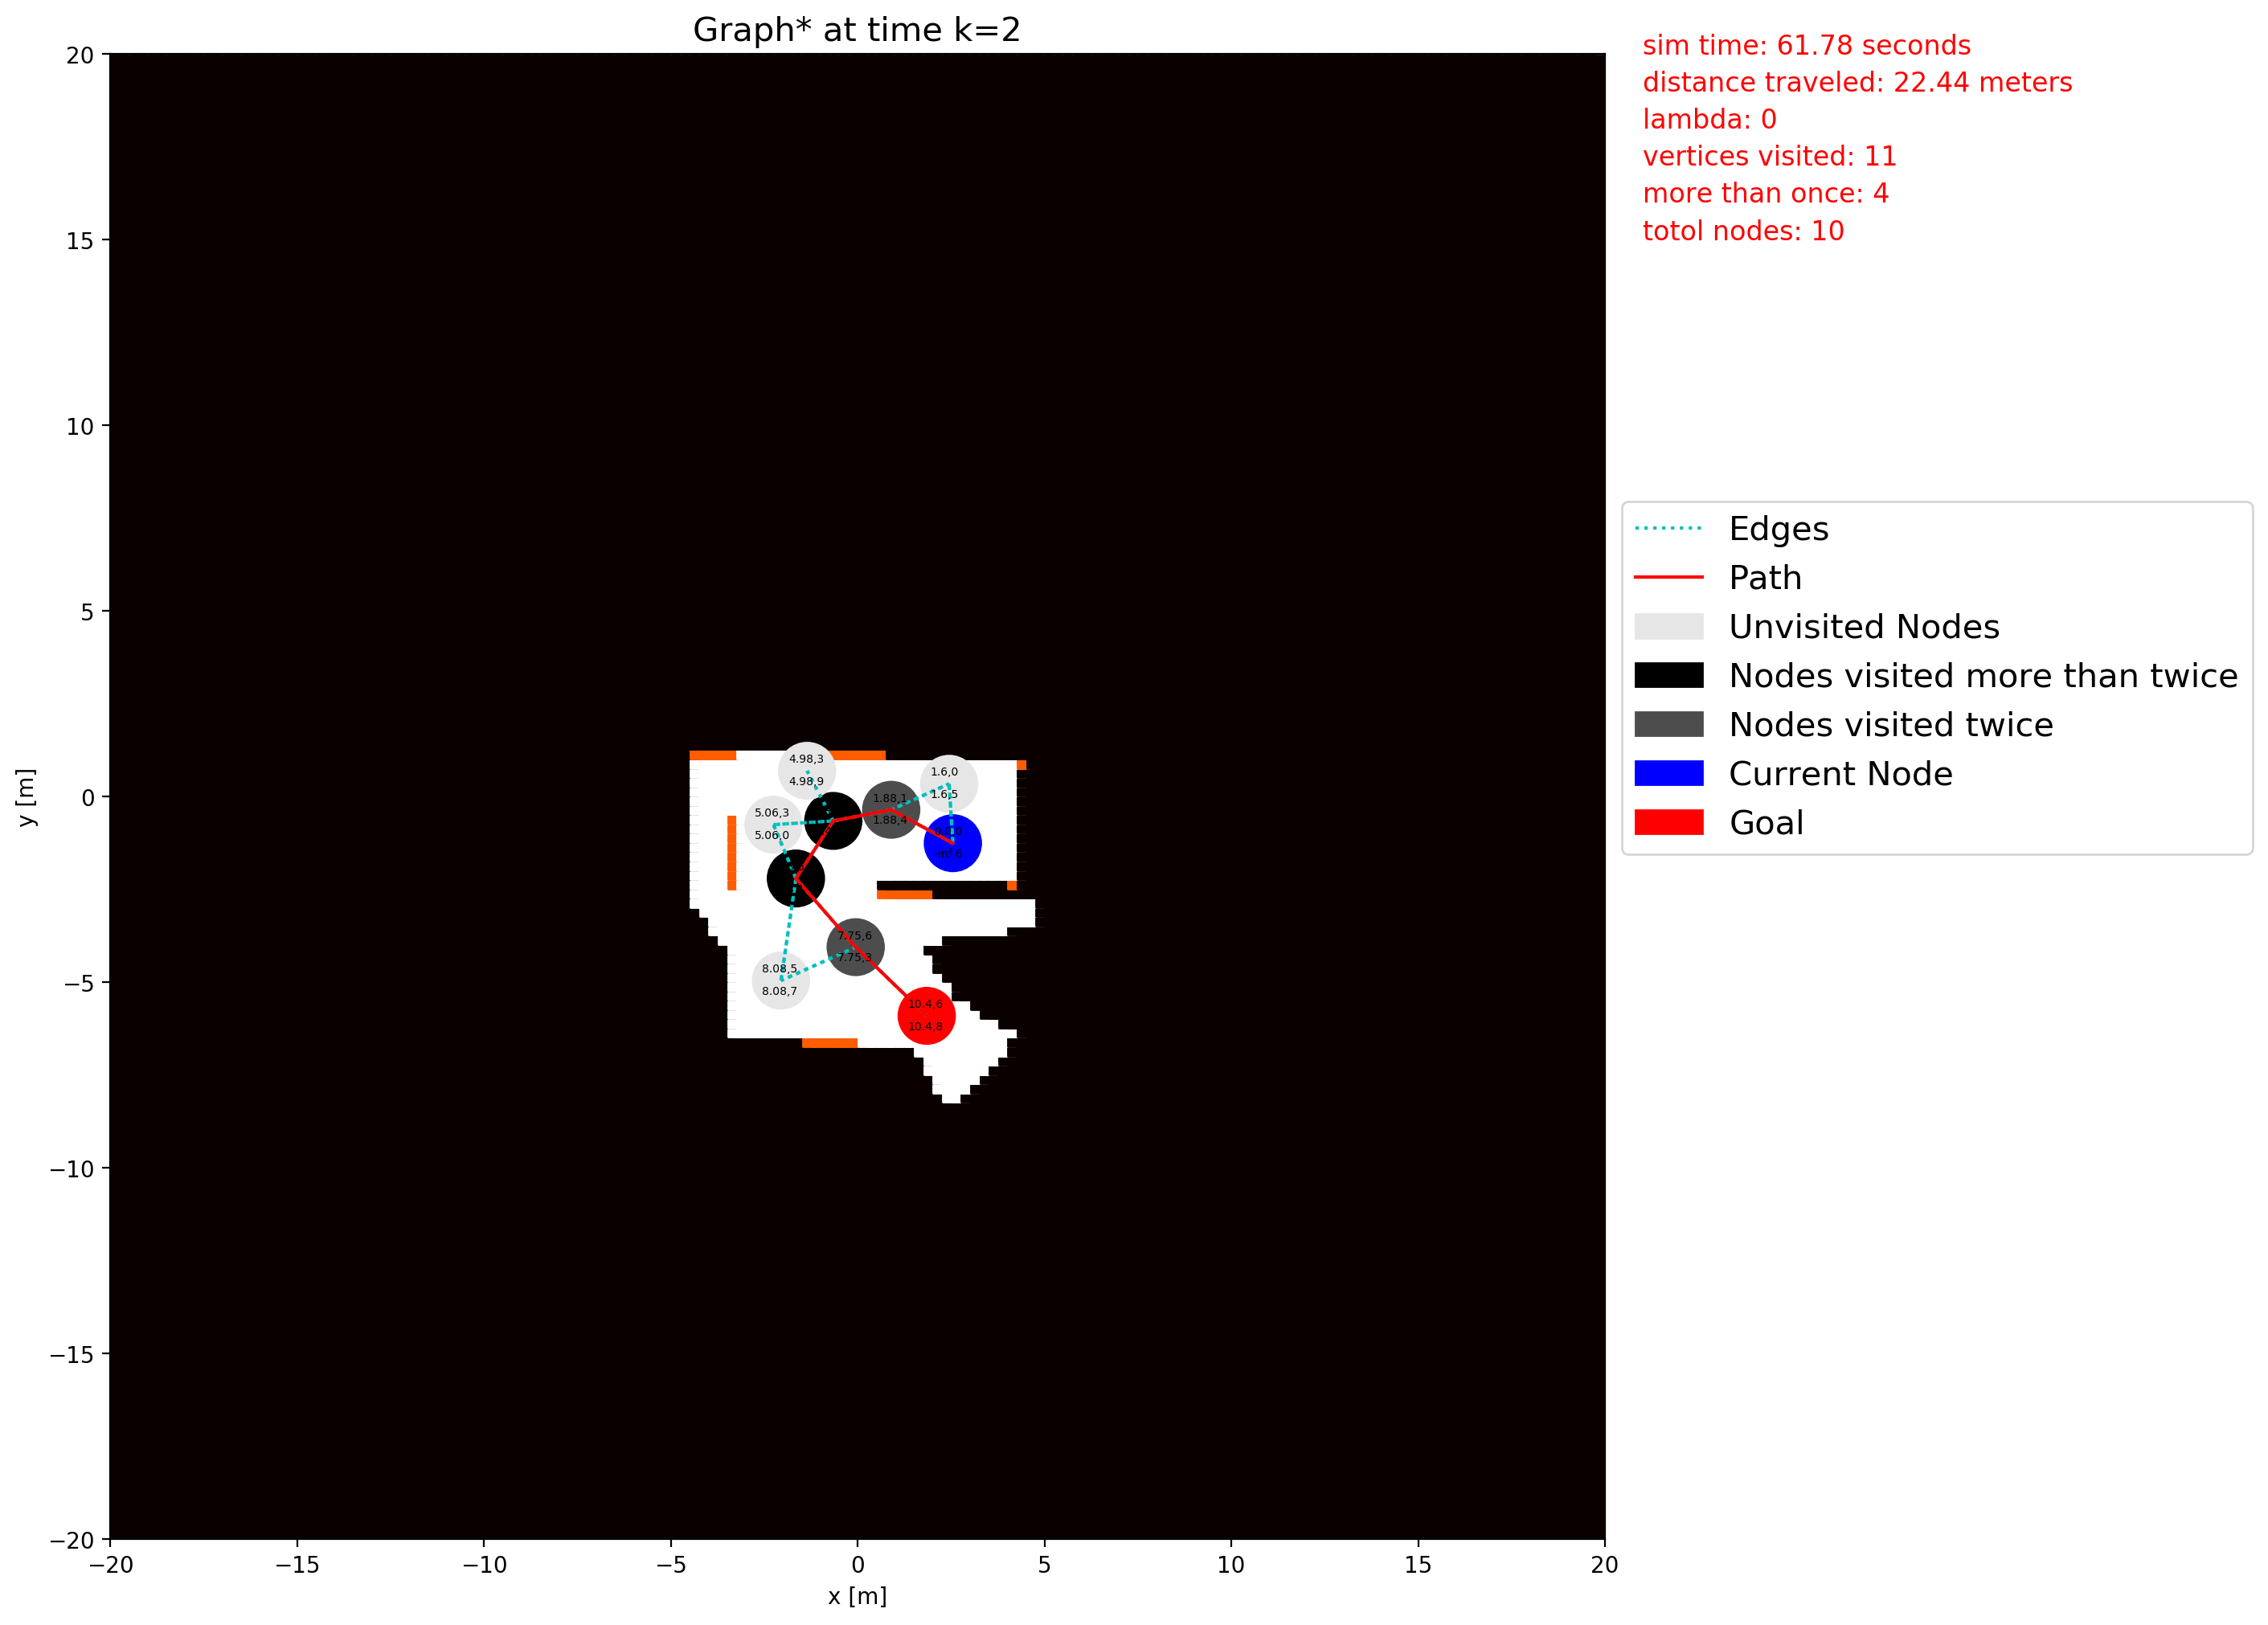 Graph* at time k=2
sim time: 61.78 seconds
distance traveled: 22.44 meters
lambda: 0
vertices visited: 11
more than once: 4
totol nodes: 10
20
15
10
5
0
−5
−10
−15
−20
y [m]
4.98,3
4.98,9
1.6,0
1.6,5
5.06,3
5.06,0
1.88,1
1.88,4
7.75,6
7.75,3
8.08,5
8.08,7
10.4,6
10.4,8
Edges
Path
Unvisited Nodes
Nodes visited more than twice
Nodes visited twice
Current Node
Goal
−20
−15
−10
−5
0
5
10
15
20
x [m]